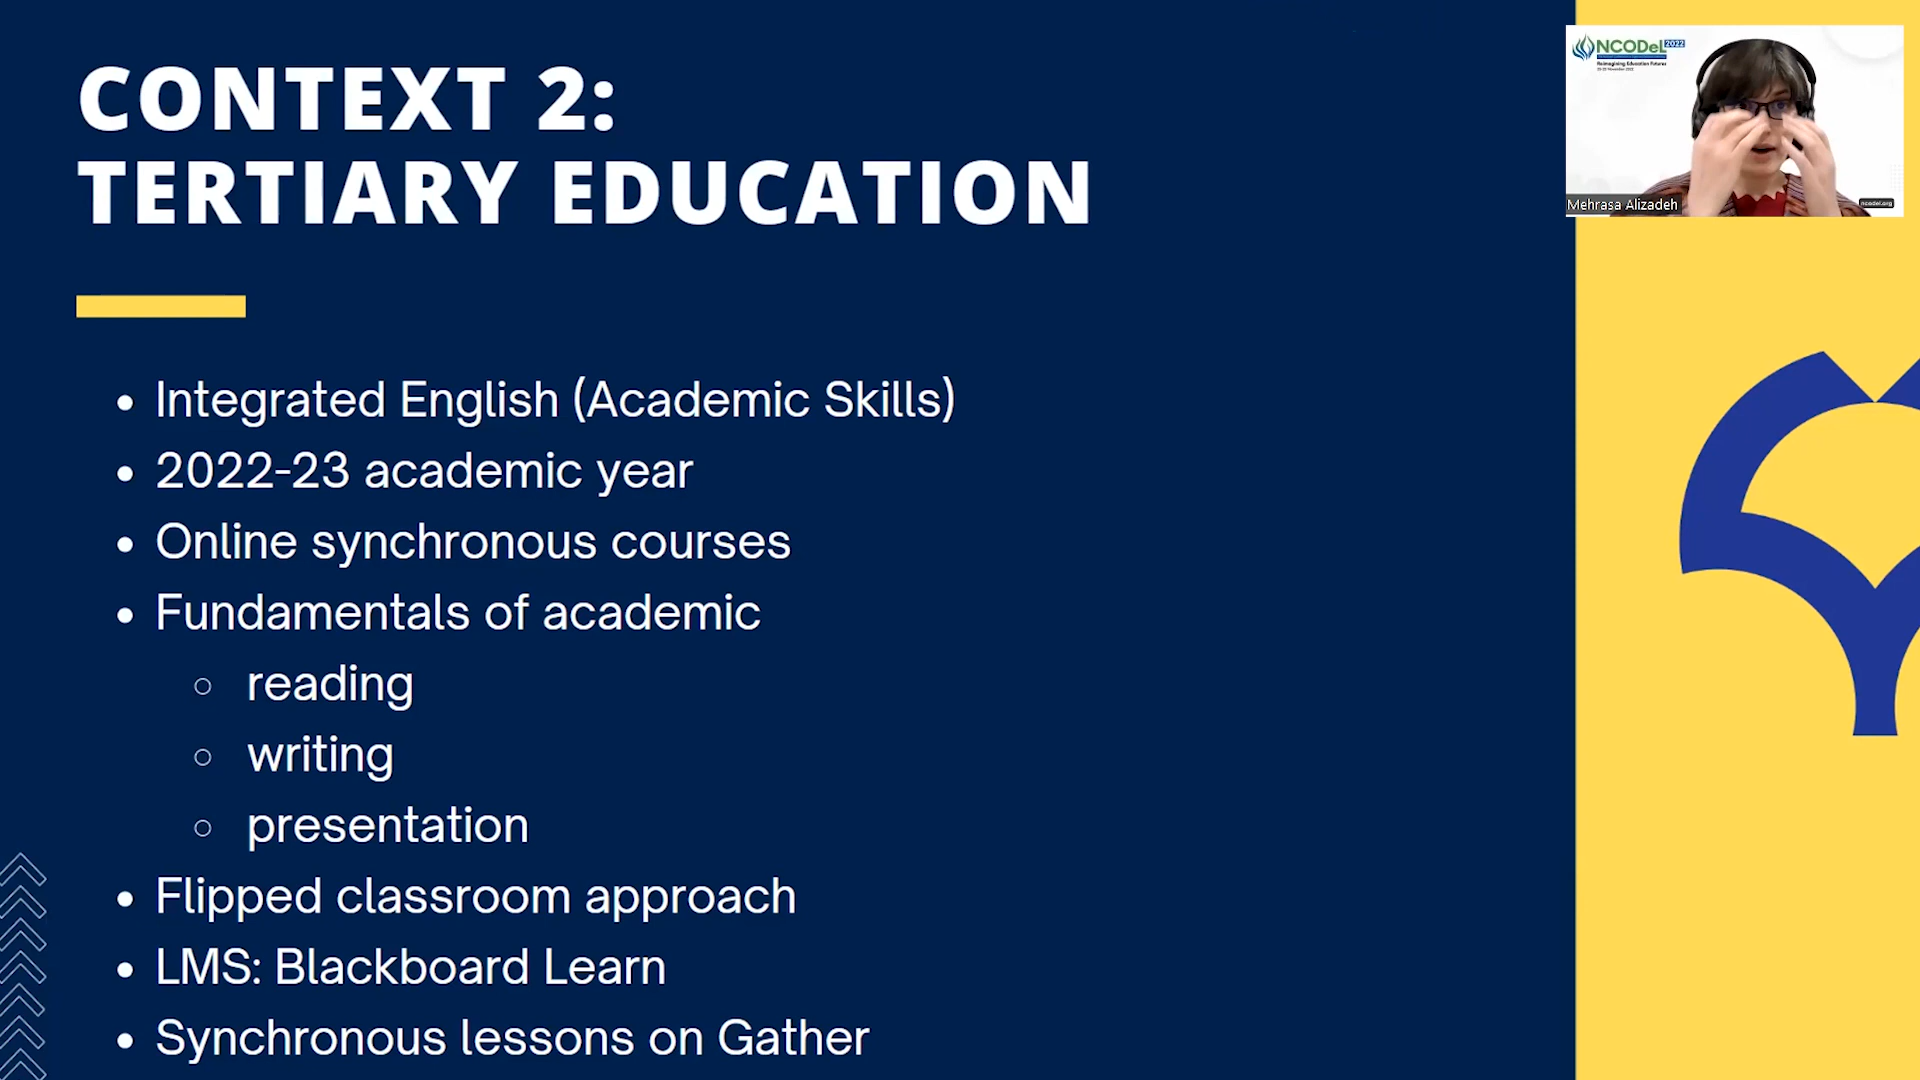 CONTEXT 2:
TERTIARY EDUCATION
Integrated English (Academic Skills)
2022-23 academic year
Online synchronous courses
Fundamentals of academic
reading
writing
presentation
Flipped classroom approach
LMS: Blackboard Learn
Synchronous lessons on Gather
NCODeL 2022
Reimagining Education Futures
Mehrasa Alizadeh
ncodel.org